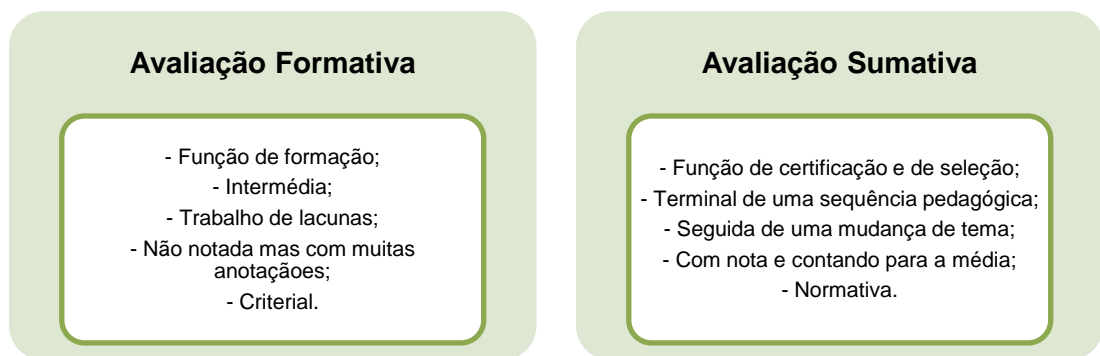 Avaliação Formativa
- Função de formação;
- Intermédia;
- Trabalho de lacunas;
- Não notada mas com muitas
anotaçãoes;
- Criterial.
Avaliação Sumativa
- Função de certificação e de seleção;
- Terminal de uma sequência pedagógica;
- Seguida de uma mudança de tema;
- Com nota e contando para a média;
- Normativa.